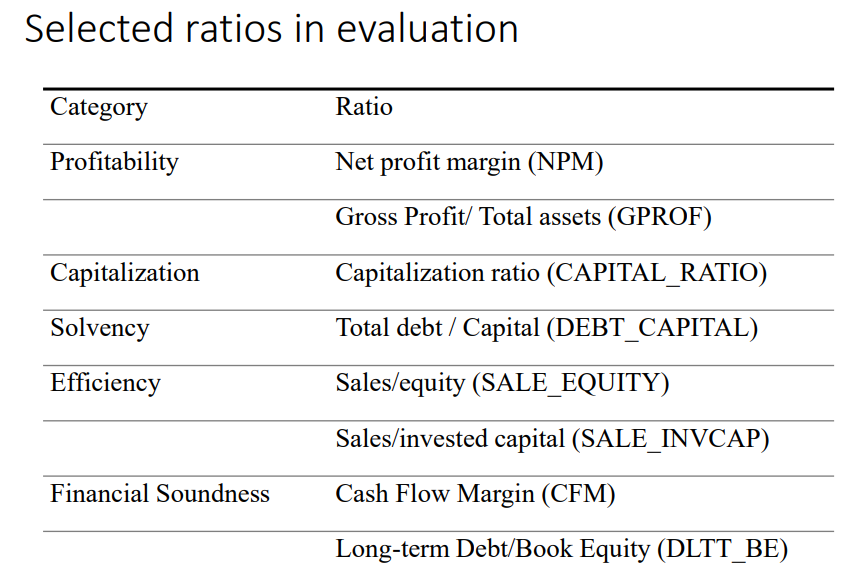 Selected ratios in evaluation
Category Ratio
Profitability Net profit margin (NPM)
Gross Profit/ Total assets (GPROF)
Capitalization Capitalization ratio (CAPITAL_RATIO)
Solvency Total debt / Capital (DEBT_CAPITAL)
Efficiency Sales/equity (SALE_EQUITY)
Sales/invested capital (SALE_INVCAP)
Financial Soundness Cash Flow Margin (CFM)
Long-term Debt/Book Equity (DLTT_BE)